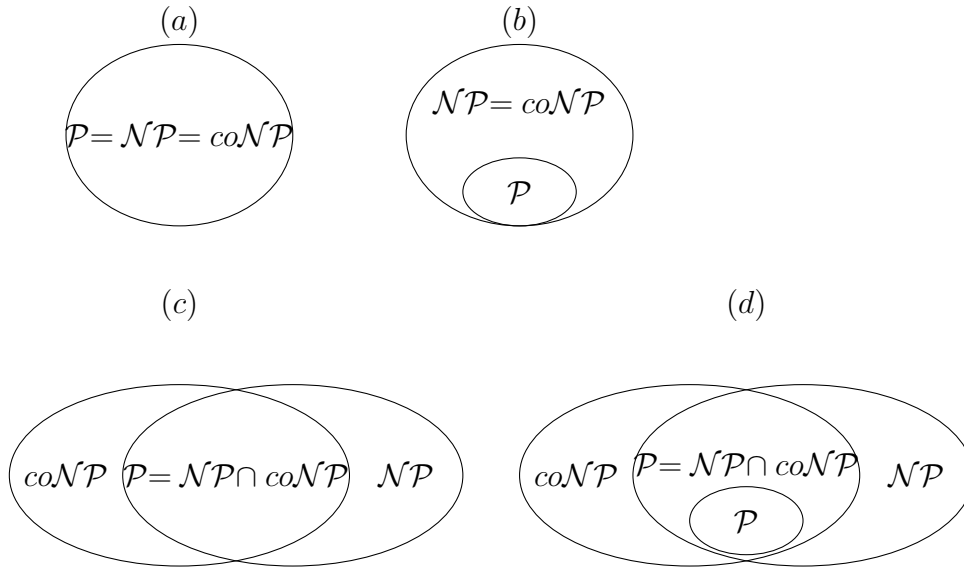 (a) (b)
𝒫= 𝒩𝒫= co𝒩𝒫
𝒩𝒫= co𝒩𝒫
𝒫
(c) (d)
co𝒩𝒫 𝒫= 𝒩𝒫∩ co𝒩𝒫 𝒩𝒫
co𝒩𝒫 𝒫= 𝒩𝒫∩ co𝒩𝒫 𝒩𝒫
𝒫